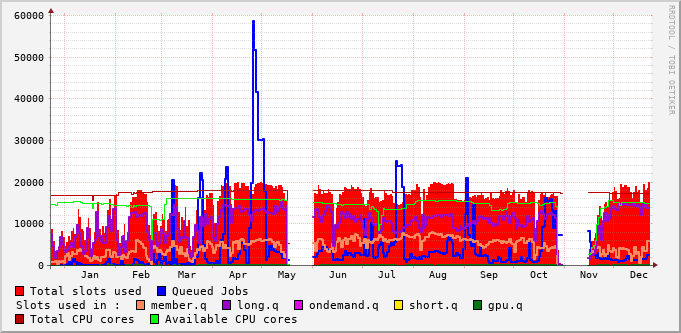 60000
50000
40000
30000
20000
10000
0
Jan Feb Mar Apr May Jun Jul Aug Sep Oct Nov Dec
RRDTOOL / TOBI OETIKER
Total slots used Queued Jobs
Slots used in : member.q long.q ondemand.q short.q gpu.q
Total CPU cores Available CPU cores